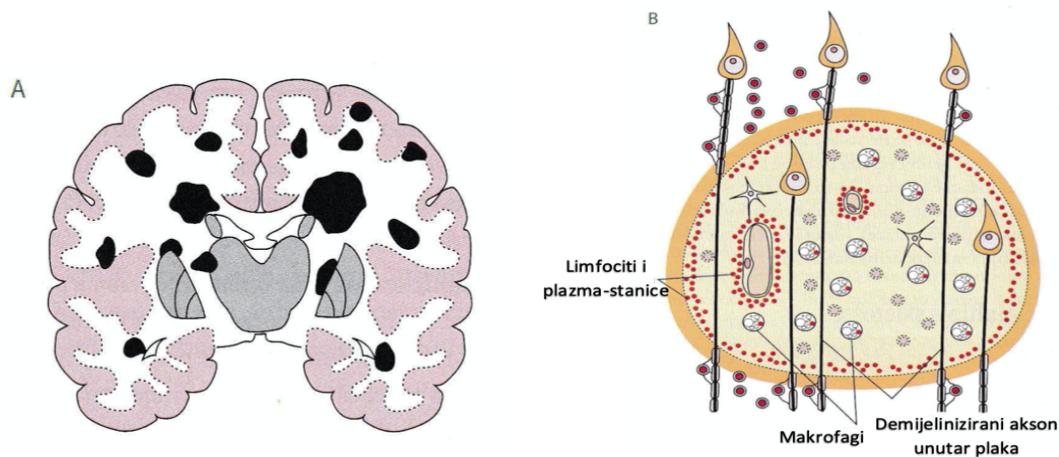 A
B
Limfociti i
plazma-stanice
Makrofagi
Demijelinizirani akson
unutar plaka